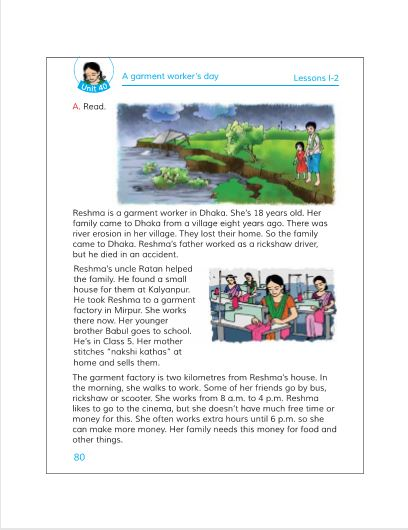 Unit 40
A garment worker's day
Lessons 1-2
A. Read.
Reshma is a garment worker in Dhaka. She's 18 years old. Her
family came to Dhaka from a village eight years ago. There was
river erosion in her village. They lost their home. So the family
came to Dhaka. Reshma's father worked as a rickshaw driver,
but he died in an accident.
Reshma's uncle Ratan helped
the family. He found a small
house for them at Kalyanpur.
He took Reshma to a garment
factory in Mirpur. She works
there now. Her younger
brother Babul goes to school.
He's in Class 5. Her mother
stitches "nakshi kathas" at
home and sells them.
The garment factory is two kilometres from Reshma's house. In
the morning, she walks to work. Some of her friends go by bus,
rickshaw or scooter. She works from 8 a.m. to 4 p.m. Reshma
likes to go to the cinema, but she doesn't have much free time or
money for this. She often works extra hours until 6 p.m. so she
can make more money. Her family needs this money for food and
other things.
80